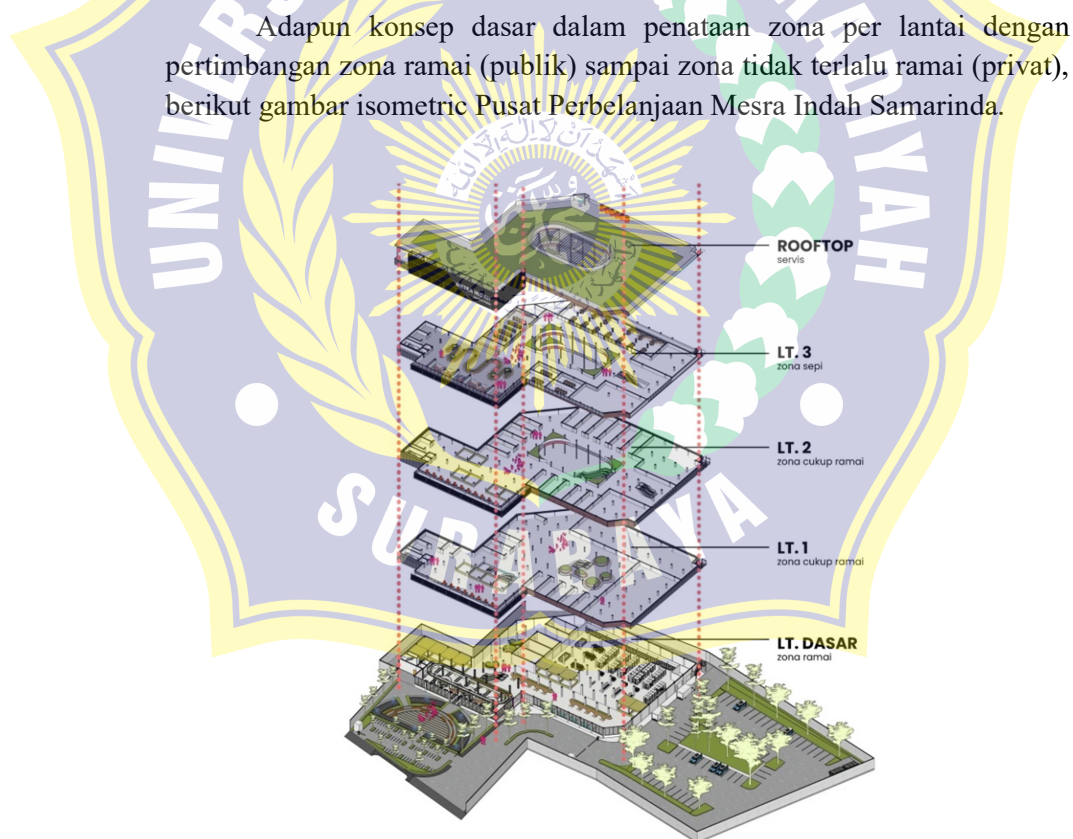 Adapun konsep dasar dalam penataan zona per lantai dengan
pertimbangan zona ramai (publik) sampai zona tidak terlalu ramai (privat),
berikut gambar isometric Pusat Perbelanjaan Mesra Indah Samarinda.
ROOFTOP
servis
LT. 3
zona sepi
LT. 2
zona cukup ramai
LT. 1
zona cukup ramai
LT. DASAR
zona ramai
SURABAYA